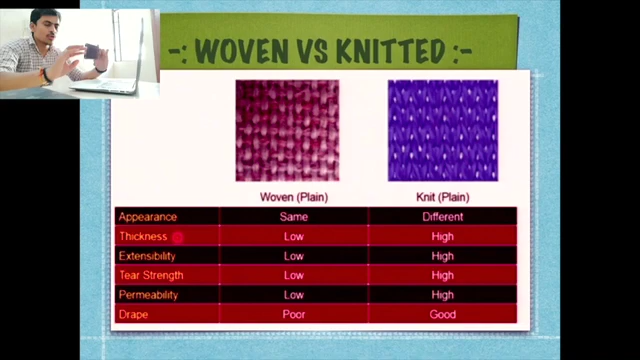 -: WOVEN VS KNITTED :-
Woven (Plain) Knit (Plain)
Appearance Same Different
Thickness Low High
Extensibility Low High
Tear Strength Low High
Permeability Low High
Drape Poor Good